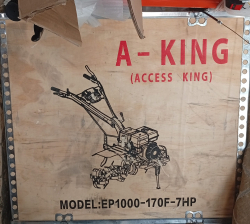 A-KING
(ACCESS KING)
MODEL:EP1000-170F-7HP